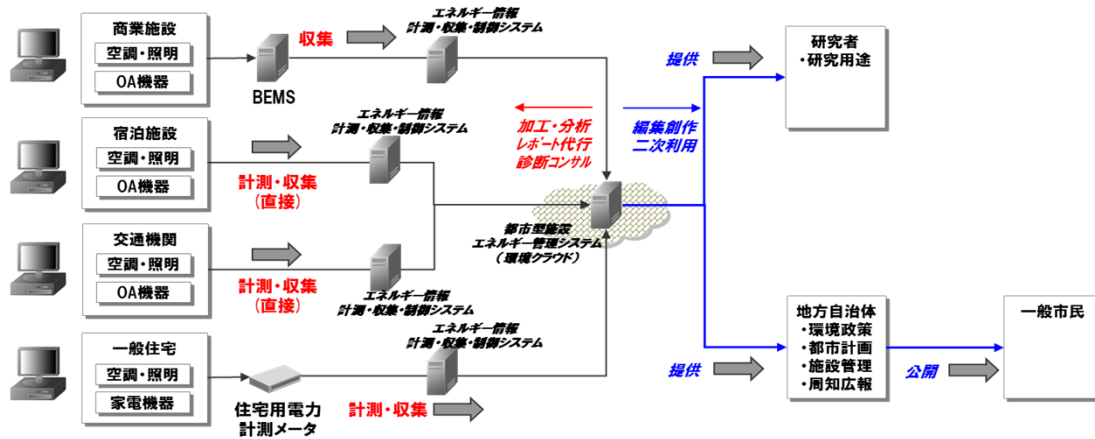 商業施設
空調・照明
OA機器
BEMS
収集
エネルギー情報
計測・収集・制御システム
宿泊施設
空調・照明
OA機器
計測・収集
(直接)
エネルギー情報
計測・収集・制御システム
交通機関
空調・照明
OA機器
計測・収集
(直接)
エネルギー情報
計測・収集・制御システム
一般住宅
空調・照明
家電機器
住宅用電力
計測メータ
計測・収集
エネルギー情報
計測・収集・制御システム
加工・分析
レポート代行
診断コンサル
編集創作
二次利用
都市型施設
エネルギー管理システム
(環境クラウド)
提供
研究者
・研究用途
提供
地方自治体
・環境政策
・都市計画
・施設管理
・周知広報
公開
一般市民